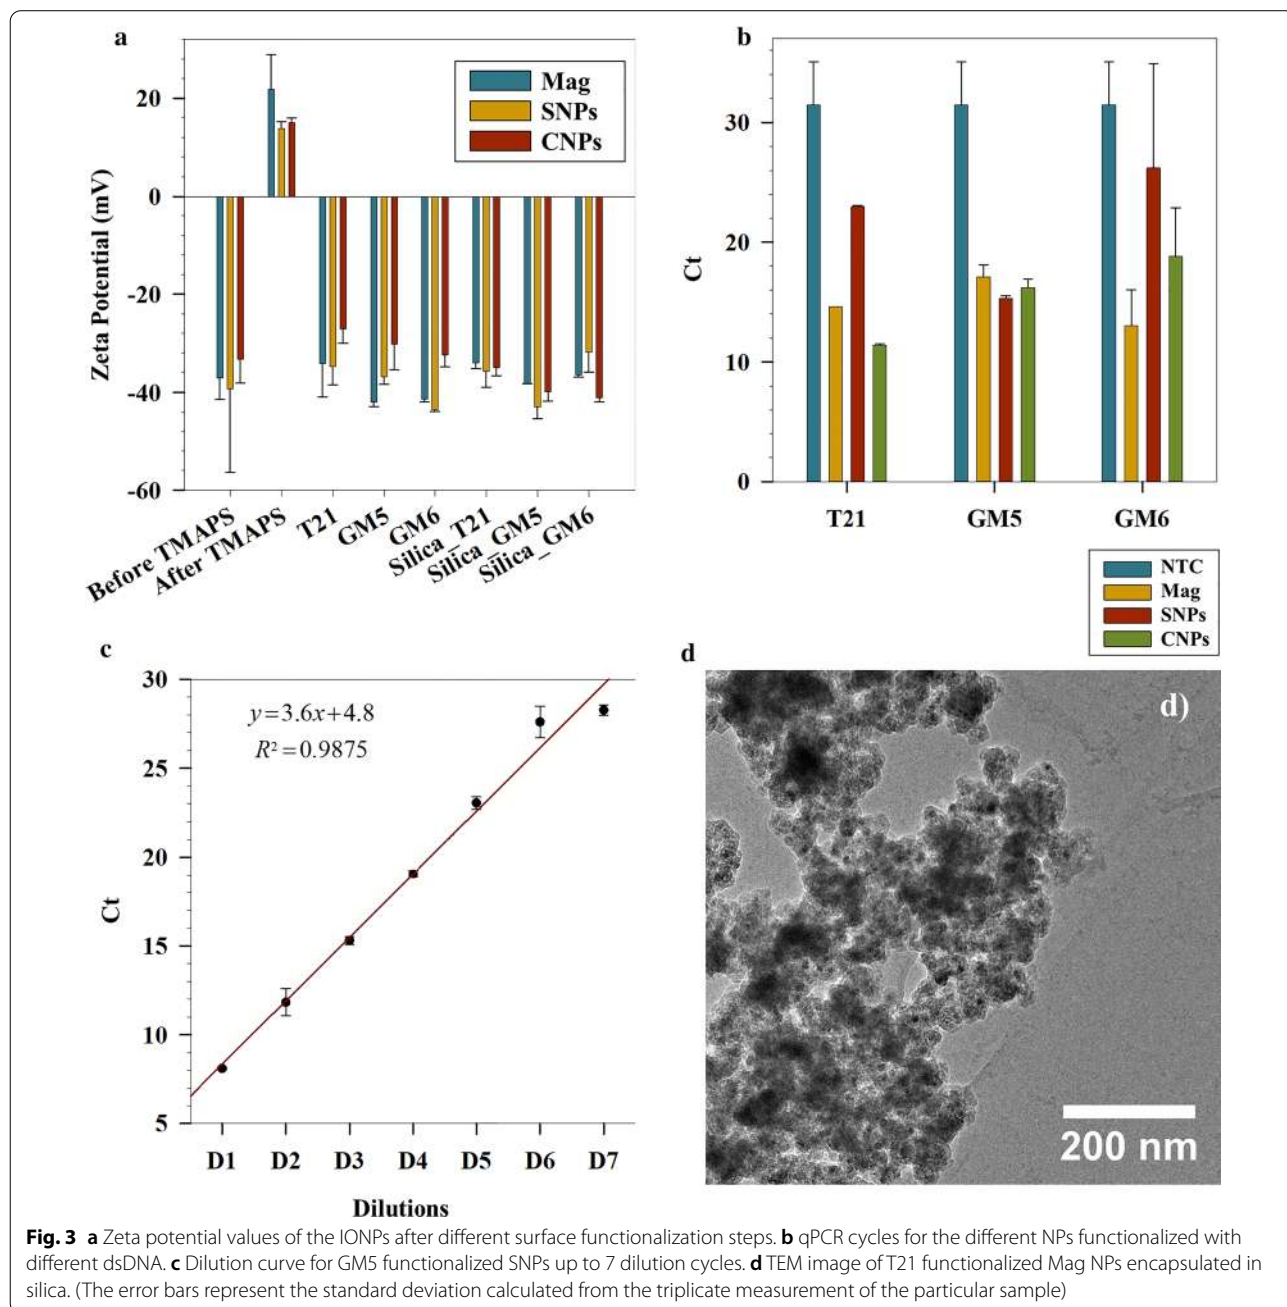 a
20
0
-20
-40
-60
Zeta Potential (mV)
Mag
SNPs
CNPs
Before TMAPS
After TMAPS
T21
GM5
GM6
Silica_T21
Silica_GM5
Silica_GM6
b
30
20
10
0
Ct
T21
GM5
GM6
NTC
Mag
SNPs
CNPs
c
30
25
20
15
10
5
Ct
y=3.6x+4.8
R²=0.9875
D1 D2 D3 D4 D5 D6 D7
Dilutions
d
d)
200 nm
Fig. 3 a Zeta potential values of the IONPs after different surface functionalization steps. b qPCR cycles for the different NPs functionalized with
different dsDNA. c Dilution curve for GM5 functionalized SNPs up to 7 dilution cycles. d TEM image of T21 functionalized Mag NPs encapsulated in
silica. (The error bars represent the standard deviation calculated from the triplicate measurement of the particular sample)